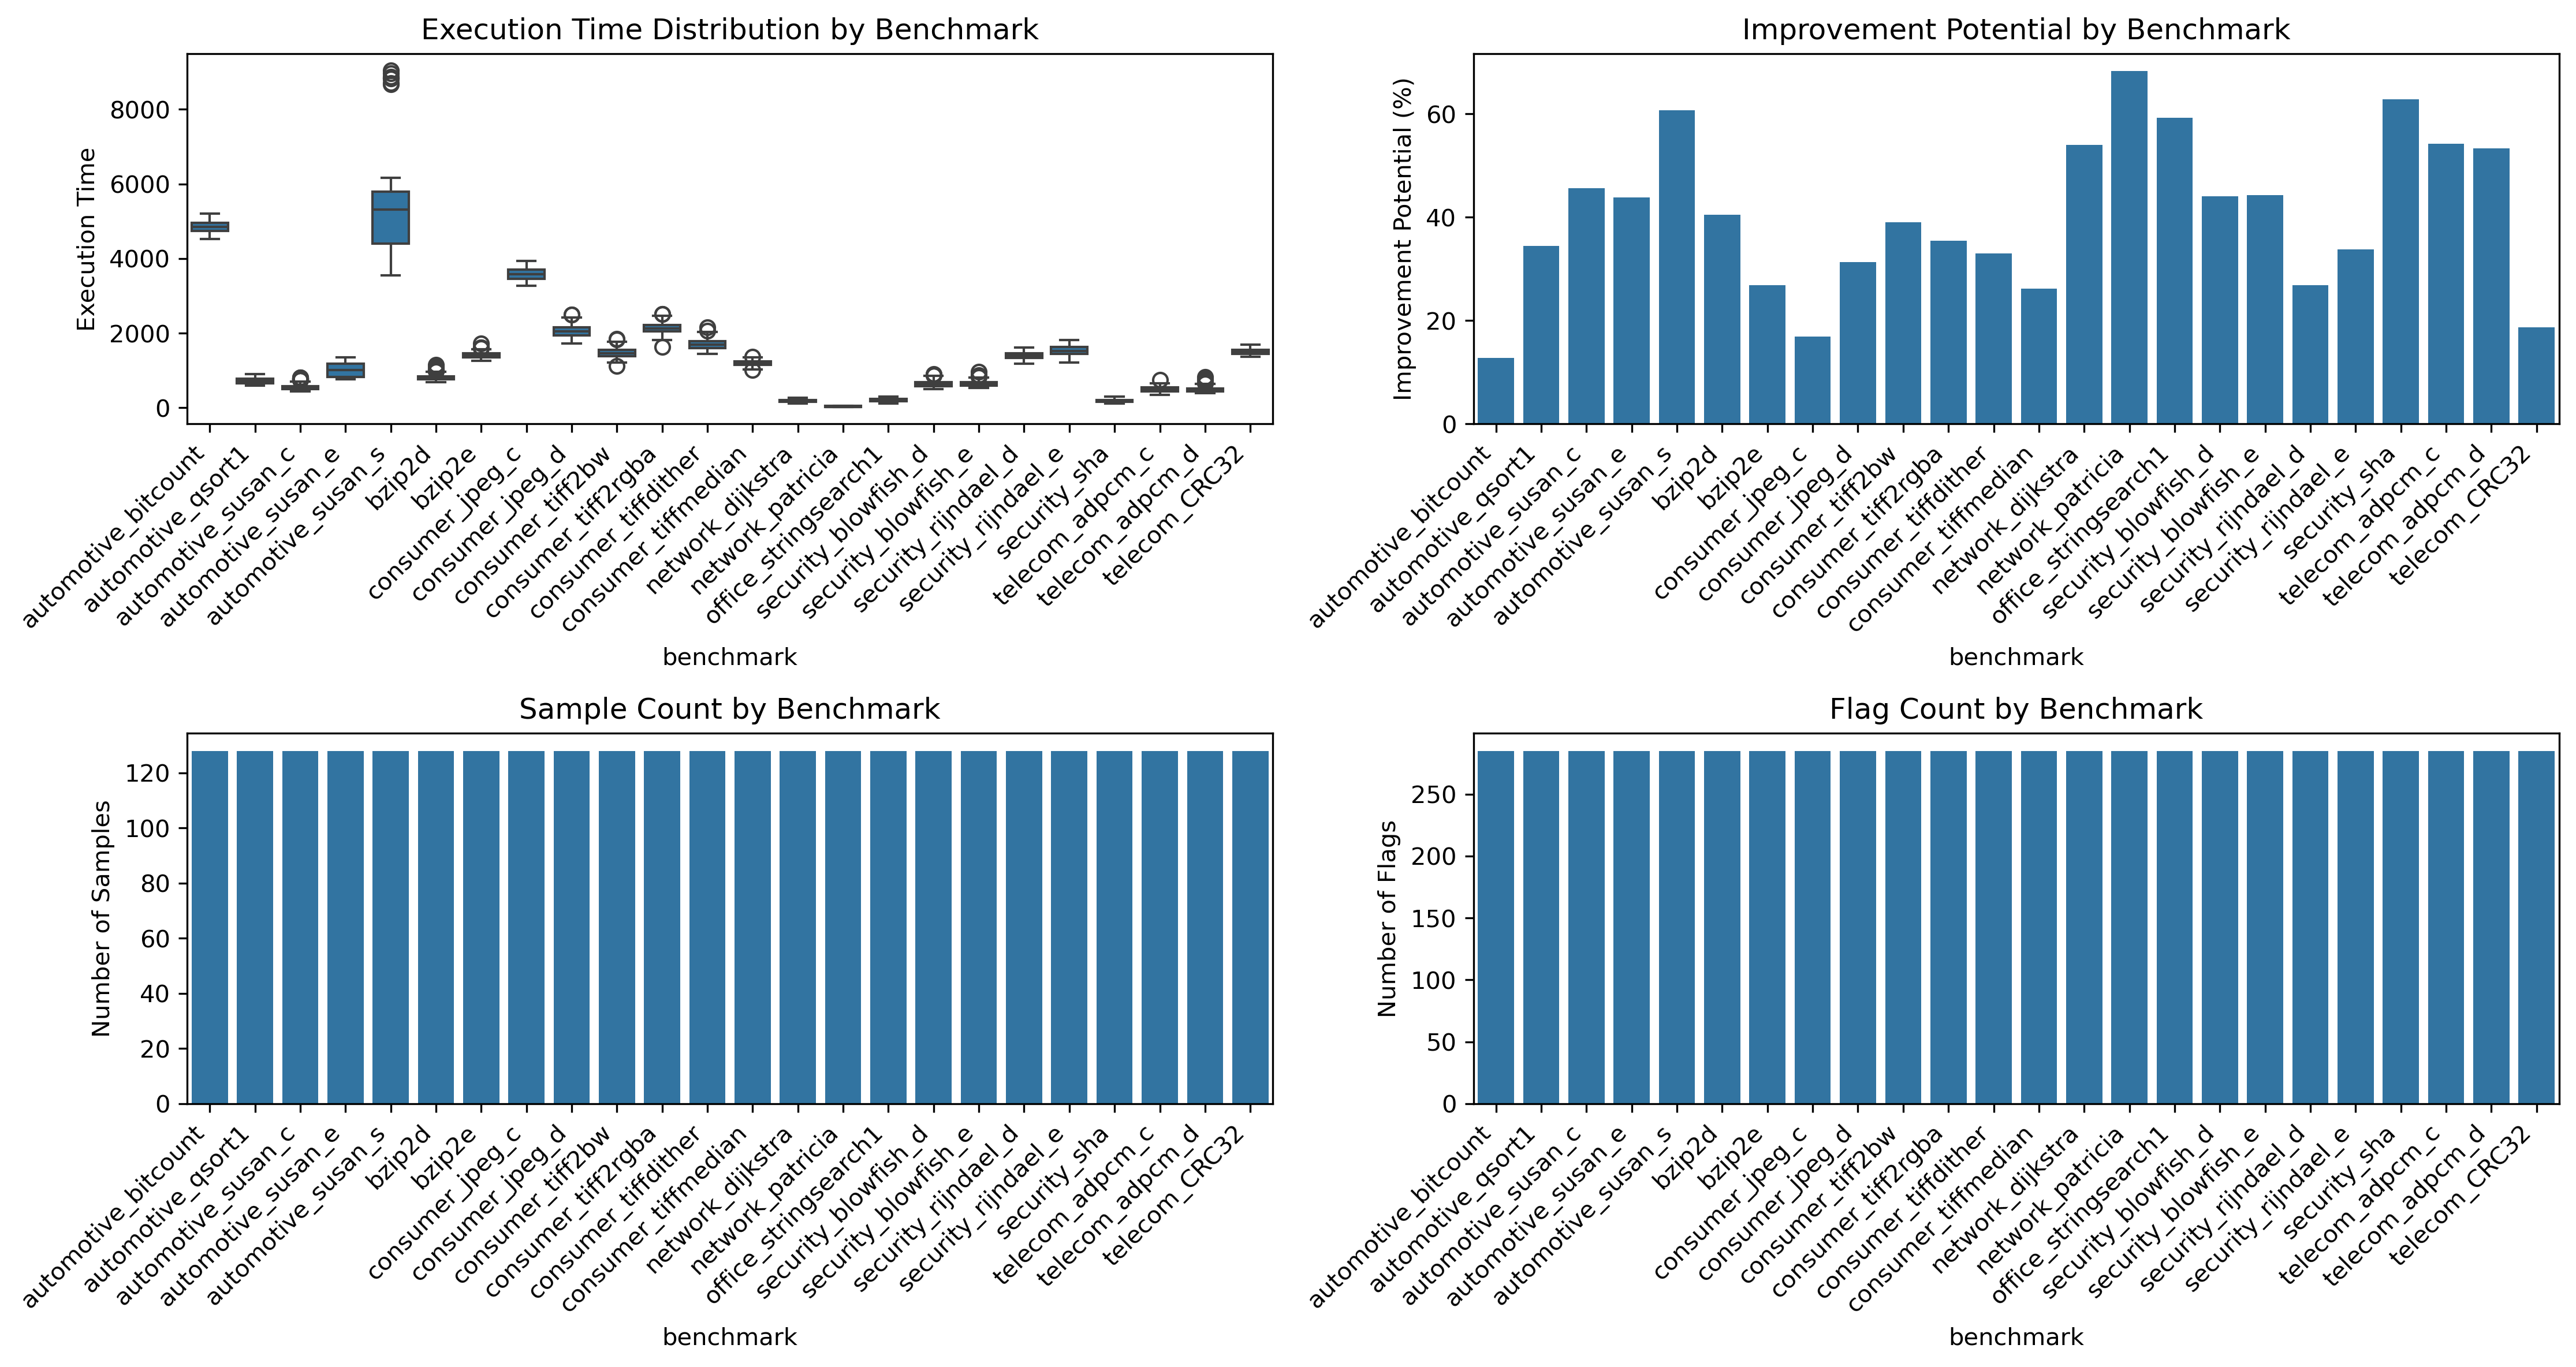 Execution Time Distribution by Benchmark
Execution Time
8000
6000
4000
2000
0
automotive_bitcount
automotive_qsort1
automotive_susan_c
automotive_susan_e
automotive_susan_s
bzip2d
bzip2e
consumer_jpeg_c
consumer_jpeg_d
consumer_tiff2bw
consumer_tiff2rgba
consumer_tiffdither
consumer_tiffmedian
network_dijkstra
network_patricia
office_stringsearch1
security_blowfish_d
security_blowfish_e
security_rijndael_d
security_rijndael_e
security_sha
telecom_adpcm_c
telecom_adpcm_d
telecom_CRC32
benchmark
Improvement Potential by Benchmark
Improvement Potential (%)
60
40
20
0
automotive_bitcount
automotive_qsort1
automotive_susan_c
automotive_susan_e
automotive_susan_s
bzip2d
bzip2e
consumer_jpeg_c
consumer_jpeg_d
consumer_tiff2bw
consumer_tiff2rgba
consumer_tiffdither
consumer_tiffmedian
network_dijkstra
network_patricia
office_stringsearch1
security_blowfish_d
security_blowfish_e
security_rijndael_d
security_rijndael_e
security_sha
telecom_adpcm_c
telecom_adpcm_d
telecom_CRC32
benchmark
Sample Count by Benchmark
Number of Samples
120
100
80
60
40
20
0
automotive_bitcount
automotive_qsort1
automotive_susan_c
automotive_susan_e
automotive_susan_s
bzip2d
bzip2e
consumer_jpeg_c
consumer_jpeg_d
consumer_tiff2bw
consumer_tiff2rgba
consumer_tiffdither
consumer_tiffmedian
network_dijkstra
network_patricia
office_stringsearch1
security_blowfish_d
security_blowfish_e
security_rijndael_d
security_rijndael_e
security_sha
telecom_adpcm_c
telecom_adpcm_d
telecom_CRC32
benchmark
Flag Count by Benchmark
Number of Flags
250
200
150
100
50
0
automotive_bitcount
automotive_qsort1
automotive_susan_c
automotive_susan_e
automotive_susan_s
bzip2d
bzip2e
consumer_jpeg_c
consumer_jpeg_d
consumer_tiff2bw
consumer_tiff2rgba
consumer_tiffdither
consumer_tiffmedian
network_dijkstra
network_patricia
office_stringsearch1
security_blowfish_d
security_blowfish_e
security_rijndael_d
security_rijndael_e
security_sha
telecom_adpcm_c
telecom_adpcm_d
telecom_CRC32
benchmark